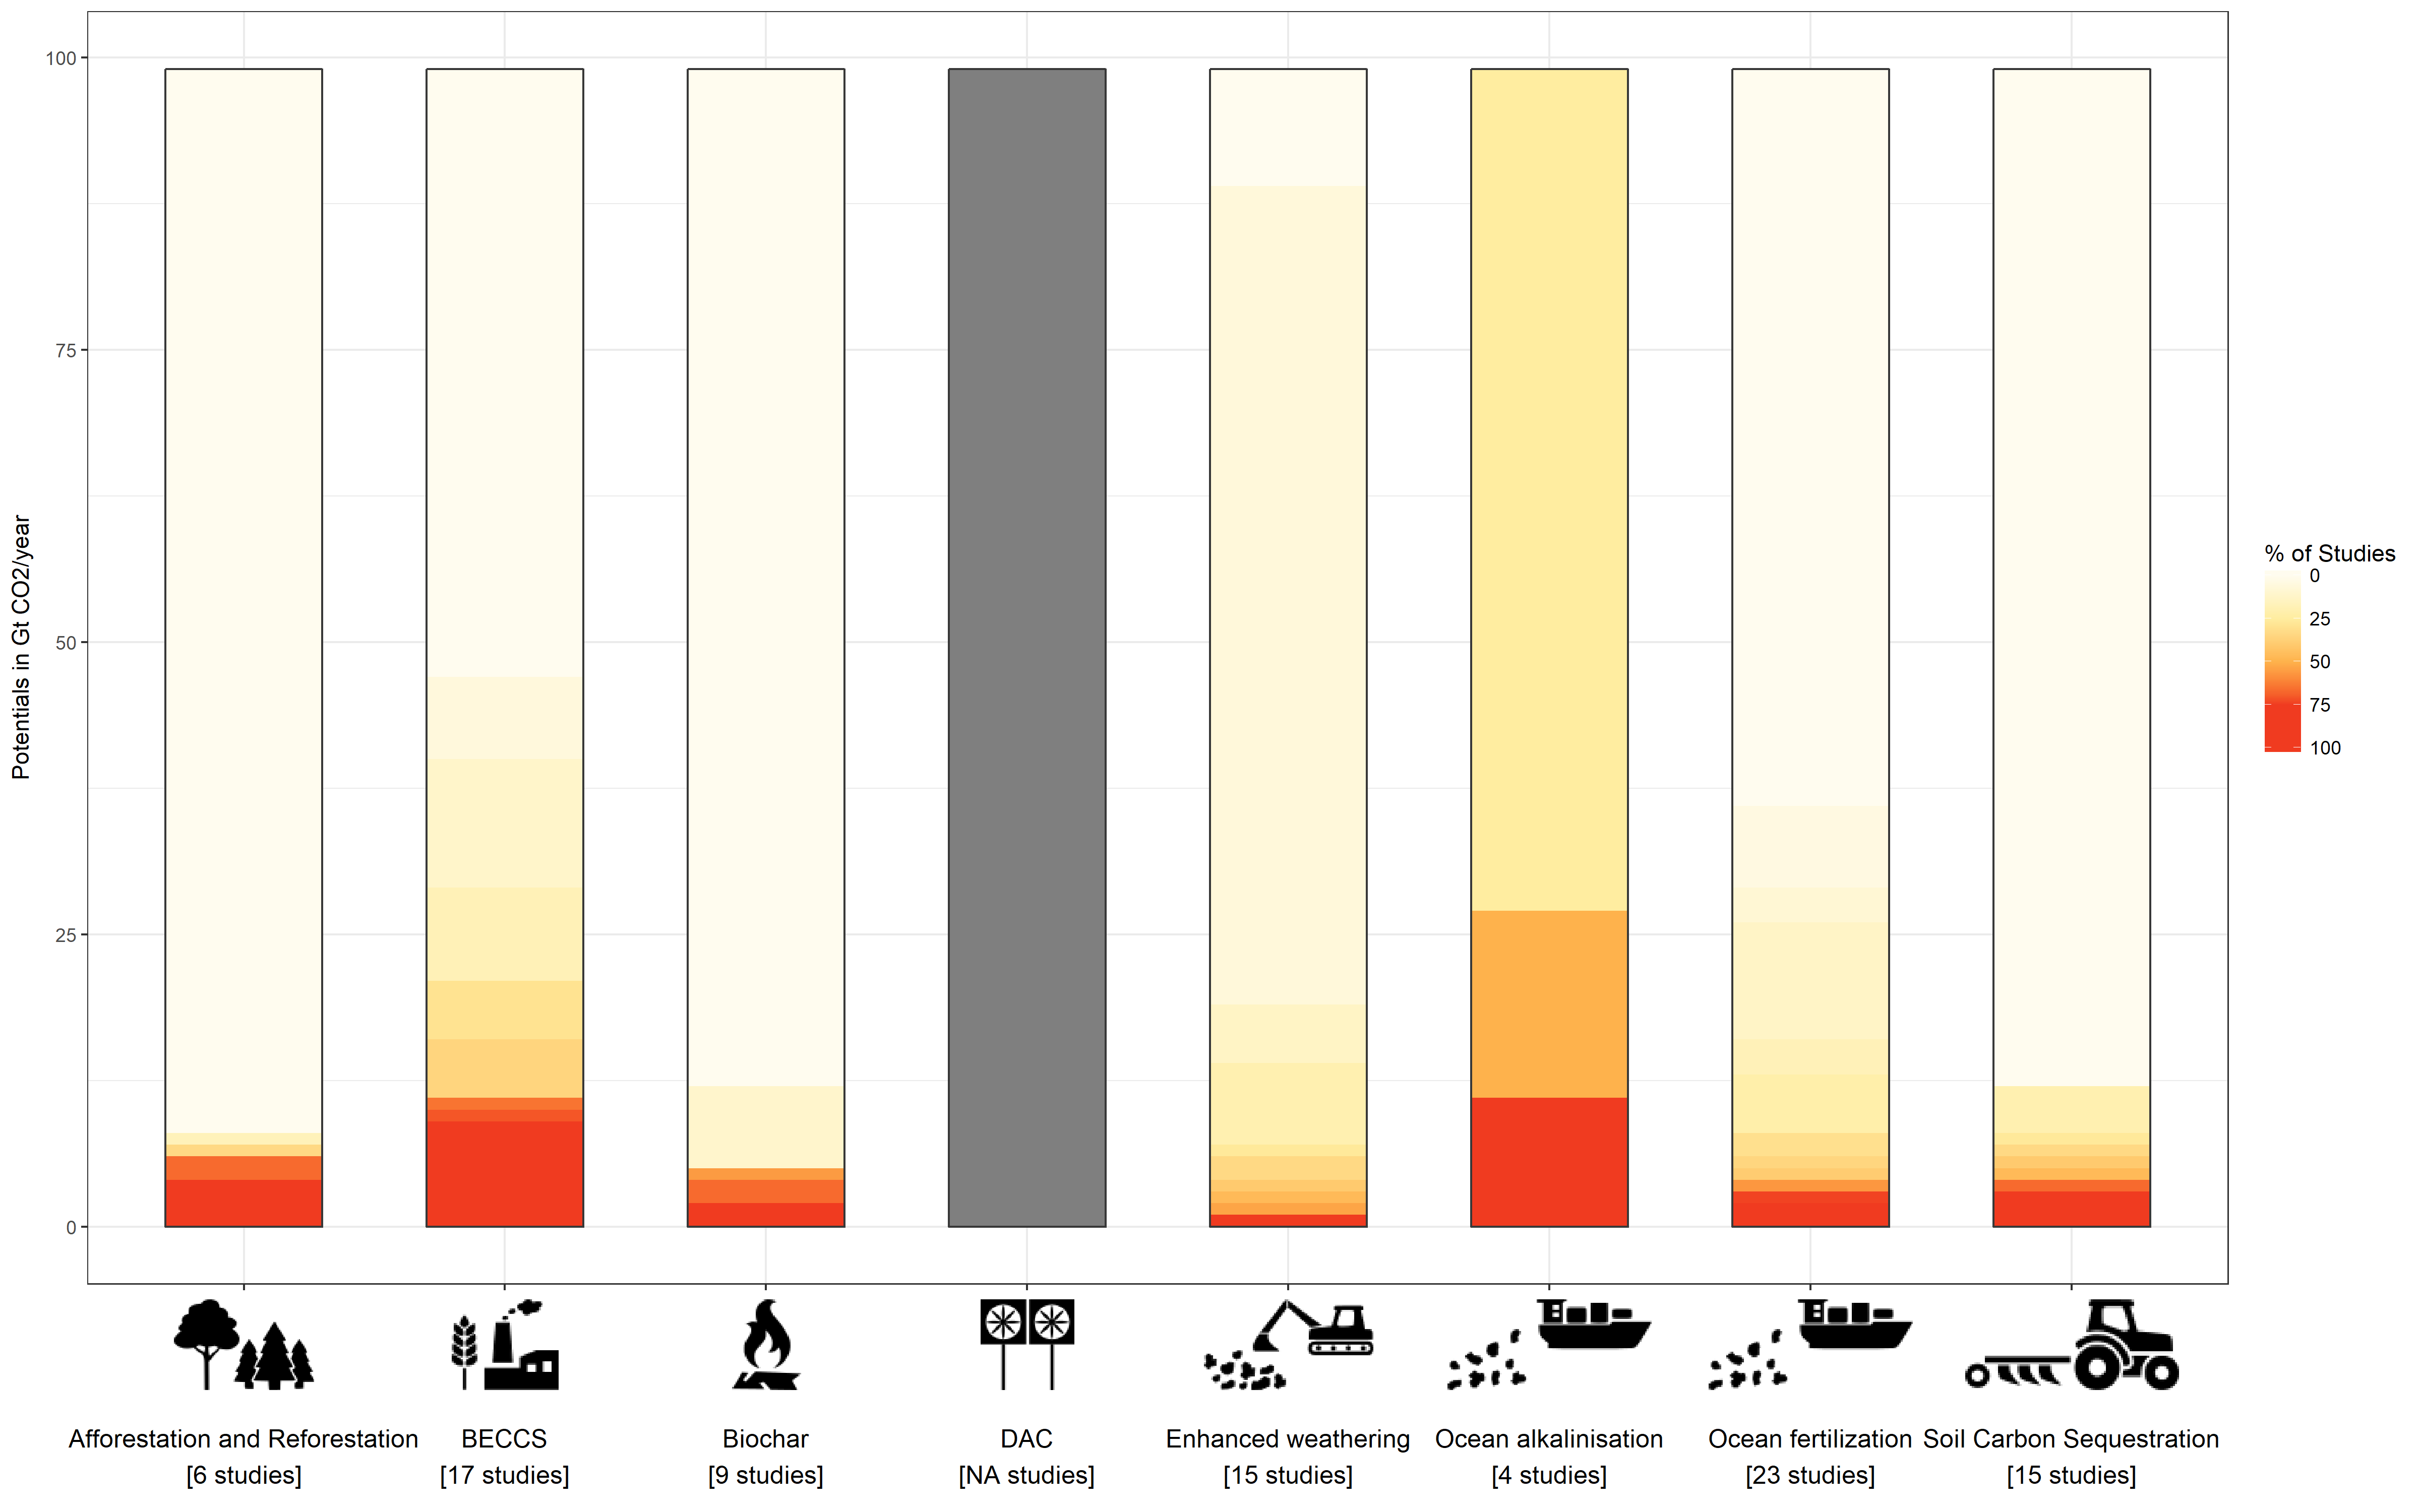 Potentials in Gt CO2/year
100
75
50
25
0
% of Studies
0
25
50
75
100
Afforestation and Reforestation
[6 studies]
BECCS
[17 studies]
Biochar
[9 studies]
DAC
[NA studies]
Enhanced weathering
[15 studies]
Ocean alkalinisation
[4 studies]
Ocean fertilization
[23 studies]
Soil Carbon Sequestration
[15 studies]